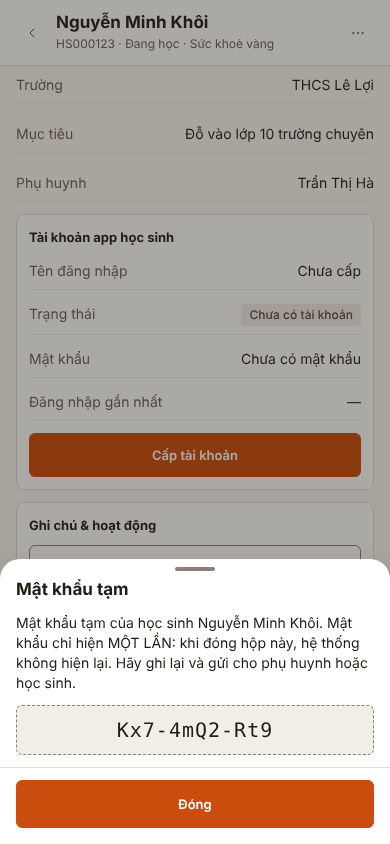 Nguyễn Minh Khôi
HS000123 · Đang học · Sức khoẻ vàng
Trường THCS Lê Lợi
Mục tiêu Đỗ vào lớp 10 trường chuyên
Phụ huynh Trần Thị Hà
Tài khoản app học sinh
Tên đăng nhập Chưa cấp
Trạng thái Chưa có tài khoản
Mật khẩu Chưa có mật khẩu
Đăng nhập gần nhất —
Cấp tài khoản
Ghi chú & hoạt động
Mật khẩu tạm
Mật khẩu tạm của học sinh Nguyễn Minh Khôi. Mật
khẩu chỉ hiện MỘT LẦN: khi đóng hộp này, hệ thống
không hiện lại. Hãy ghi lại và gửi cho phụ huynh hoặc
học sinh.
Kx7-4mQ2-Rt9
Đóng